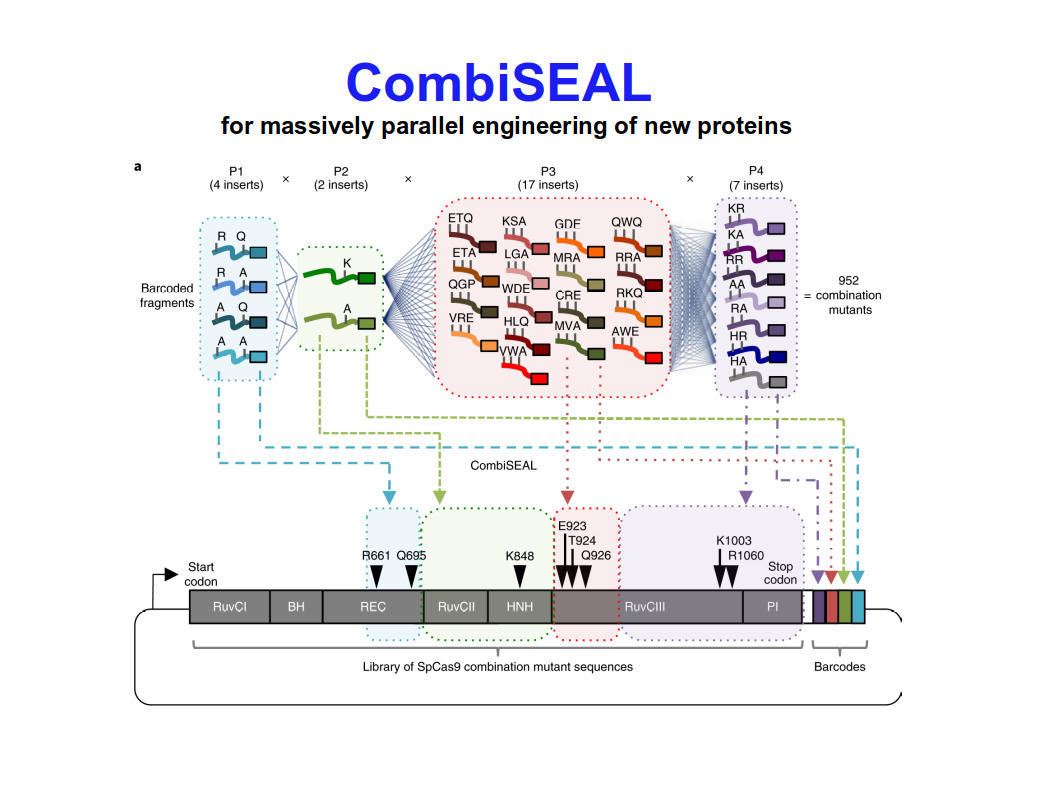 CombiSEAL
for massively parallel engineering of new proteins
a
P1
(4 inserts)
×
P2
(2 inserts)
×
P3
(17 inserts)
×
P4
(7 inserts)
Barcoded
fragments
R Q
R A
A Q
A A
K
A
ETQ
ETA
QGP
VRE
KSA
LGA
WDE
HLQ
VWA
GDE
MRA
CRE
MVA
QWQ
RRA
RKQ
AWE
KR
KA
RR
AA
RA
HR
HA
952
= combination
mutants
CombiSEAL
R661 Q695
K848
E923
T924
Q926
K1003
R1060
Start
codon
Stop
codon
RuvCI
BH
REC
RuvCII
HNH
RuvCIII
PI
Library of SpCas9 combination mutant sequences
Barcodes